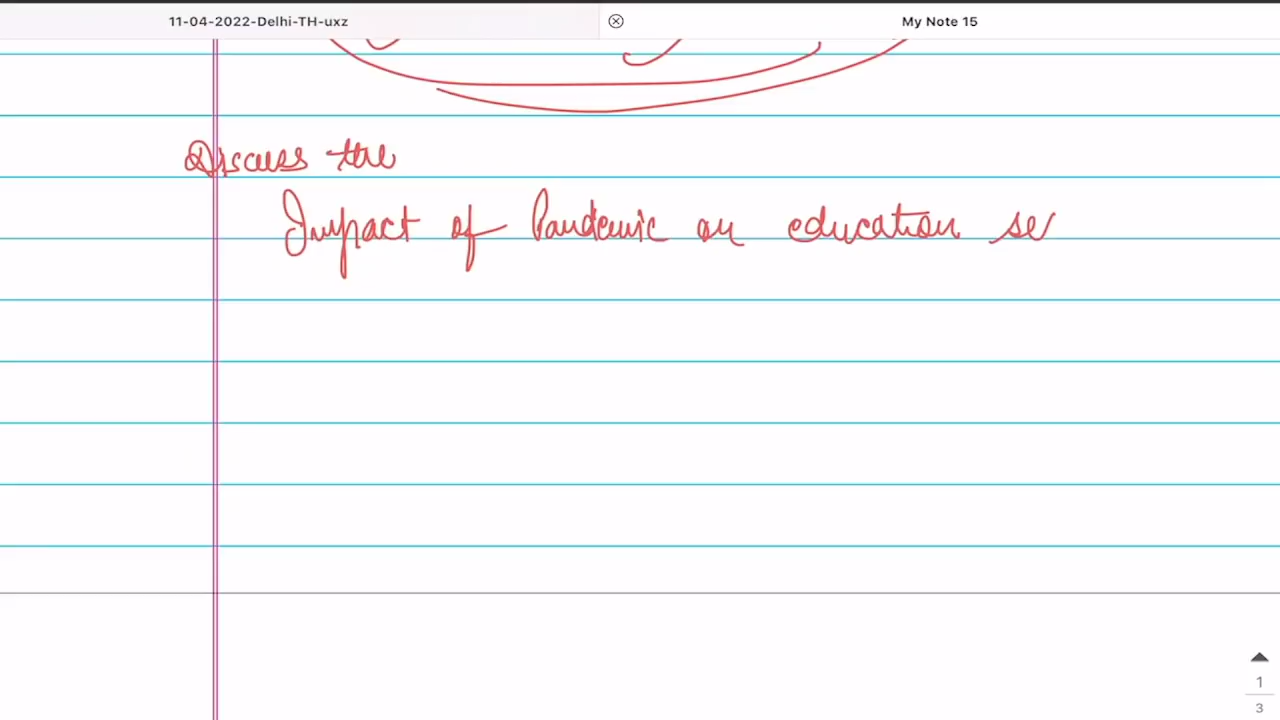 11-04-2022-Delhi-TH-uxz
My Note 15
Discuss the
Impact of Pandemic on education se
1
3